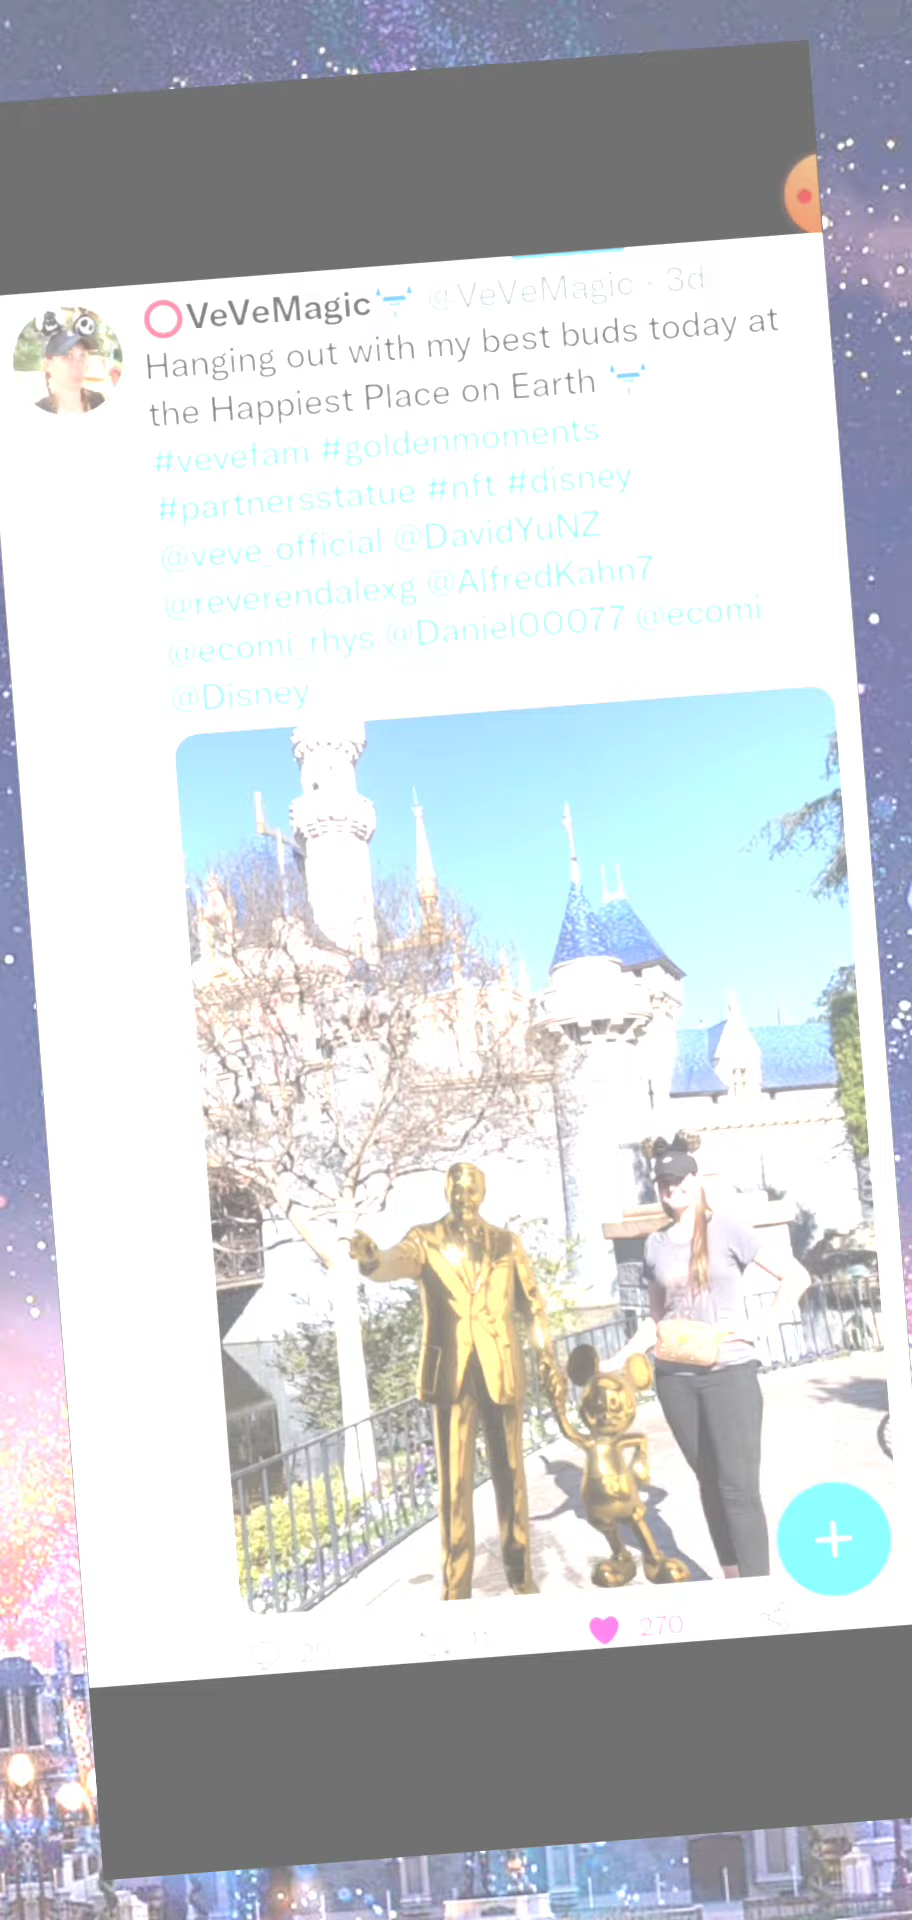 VeVeMagic @VeVeMagic · 3d
Hanging out with my best buds today at
the Happiest Place on Earth
#vevefam #goldenmoments
#partnersstatue #nft #disney
@veve_official @DavidYuNZ
@reverendalexg @AlfredKahn7
@ecomi_rhys @Daniel00077 @ecomi
@Disney
270